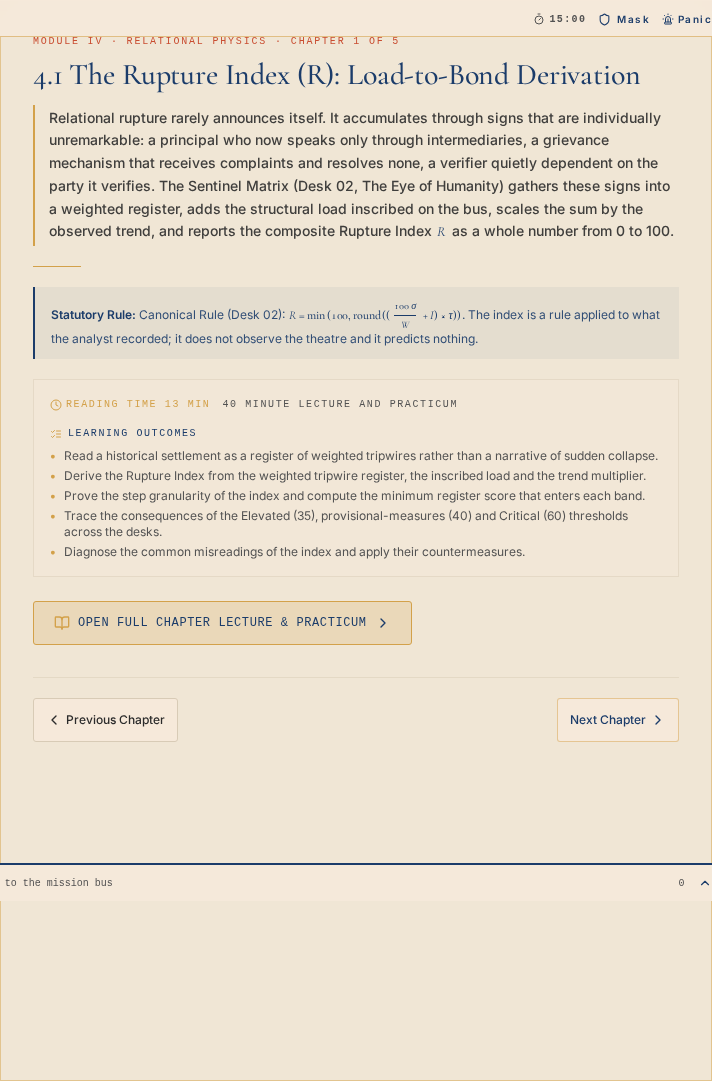 15:00 Mask Panic
MODULE IV · RELATIONAL PHYSICS · CHAPTER 1 OF 5
4.1 The Rupture Index (R): Load-to-Bond Derivation
Relational rupture rarely announces itself. It accumulates through signs that are individually
unremarkable: a principal who now speaks only through intermediaries, a grievance
mechanism that receives complaints and resolves none, a verifier quietly dependent on the
party it verifies. The Sentinel Matrix (Desk 02, The Eye of Humanity) gathers these signs into
a weighted register, adds the structural load inscribed on the bus, scales the sum by the
observed trend, and reports the composite Rupture Index R as a whole number from 0 to 100.
Statutory Rule: Canonical Rule (Desk 02): R = min(100, round((100 σ/W + l) × τ)). The index is a rule applied to what
the analyst recorded; it does not observe the theatre and it predicts nothing.
READING TIME 13 MIN 40 MINUTE LECTURE AND PRACTICUM
LEARNING OUTCOMES
• Read a historical settlement as a register of weighted tripwires rather than a narrative of sudden collapse.
• Derive the Rupture Index from the weighted tripwire register, the inscribed load and the trend multiplier.
• Prove the step granularity of the index and compute the minimum register score that enters each band.
• Trace the consequences of the Elevated (35), provisional-measures (40) and Critical (60) thresholds
across the desks.
• Diagnose the common misreadings of the index and apply their countermeasures.
OPEN FULL CHAPTER LECTURE & PRACTICUM
Previous Chapter
Next Chapter
to the mission bus 0